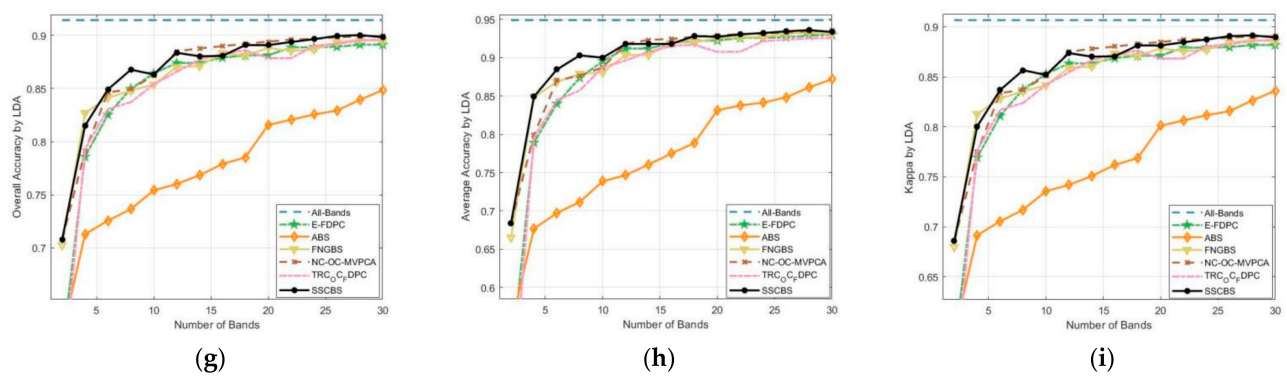 0.9
0.85
0.8
0.75
0.7
Overall Accuracy by LDA
5 10 15 20 25 30
Number of Bands
All-Bands
E-FDPC
ABS
FNGBS
NC-OC-MVPCA
TRC_OC_FDPC
SSCBS
(g)
0.95
0.9
0.85
0.8
0.75
0.7
0.65
0.6
Average Accuracy by LDA
5 10 15 20 25 30
Number of Bands
All-Bands
E-FDPC
ABS
FNGBS
NC-OC-MVPCA
TRC_OC_FDPC
SSCBS
(h)
0.9
0.85
0.8
0.75
0.7
0.65
Kappa by LDA
5 10 15 20 25 30
Number of Bands
All-Bands
E-FDPC
ABS
FNGBS
NC-OC-MVPCA
TRC_OC_FDPC
SSCBS
(i)